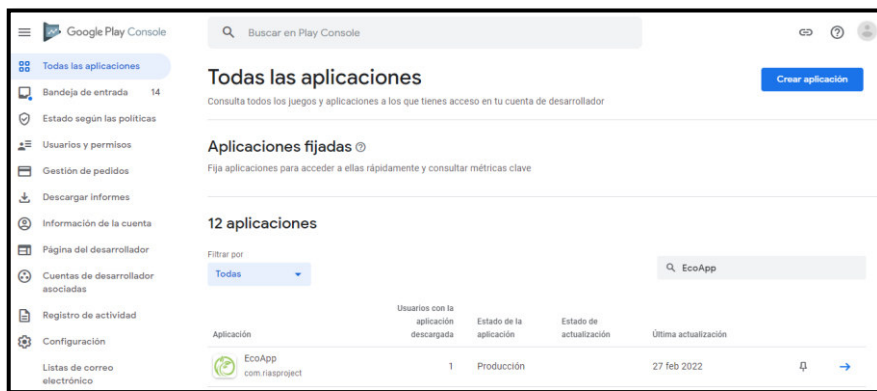 Google Play Console
Buscar en Play Console
Todas las aplicaciones
Bandeja de entrada 14
Estado según las políticas
Usuarios y permisos
Gestión de pedidos
Descargar informes
Información de la cuenta
Página del desarrollador
Cuentas de desarrollador
asociadas
Registro de actividad
Configuración
Listas de correo
electrónico
Todas las aplicaciones
Crear aplicación
Consulta todos los juegos y aplicaciones a los que tienes acceso en tu cuenta de desarrollador
Aplicaciones fijadas
Fija aplicaciones para acceder a ellas rápidamente y consultar métricas clave
12 aplicaciones
Filtrar por
Todas
EcoApp
Aplicación
Usuarios con la
aplicación
descargada
Estado de la
aplicación
Estado de
actualización
Última actualización
EcoApp
com.riasproject
1
Producción
27 feb 2022